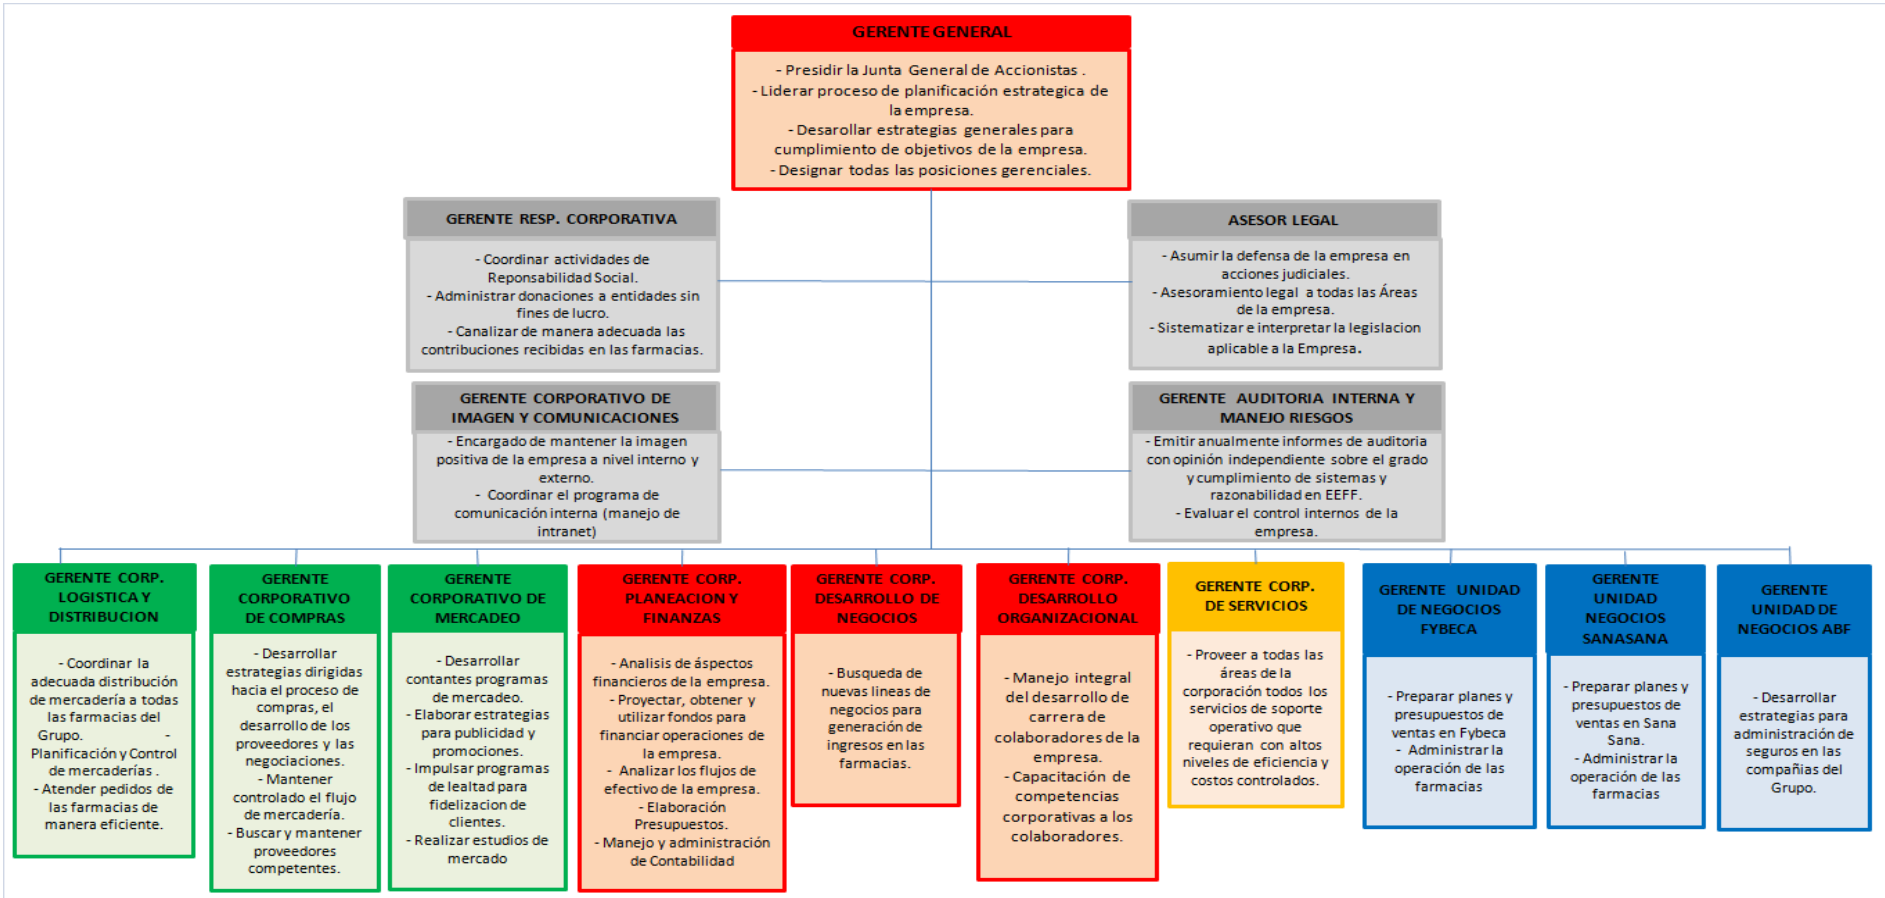 GERENTE GENERAL
- Presidir la Junta General de Accionistas .
- Liderar proceso de planificación estrategica de
la empresa.
- Desarollar estrategias generales para
cumplimiento de objetivos de la empresa.
- Designar todas las posiciones gerenciales.
GERENTE RESP. CORPORATIVA
- Coordinar actividades de
Reponsabilidad Social.
- Administrar donaciones a entidades sin
fines de lucro.
- Canalizar de manera adecuada las
contribuciones recibidas en las farmacias.
ASESOR LEGAL
- Asumir la defensa de la empresa en
acciones judiciales.
- Asesoramiento legal a todas las Áreas
de la empresa.
- Sistematizar e interpretar la legislacion
aplicable a la Empresa.
GERENTE CORPORATIVO DE
IMAGEN Y COMUNICACIONES
- Encargado de mantener la imagen
positiva de la empresa a nivel interno y
externo.
- Coordinar el programa de
comunicación interna (manejo de
intranet)
GERENTE AUDITORIA INTERNA Y
MANEJO RIESGOS
- Emitir anualmente informes de auditoria
con opinión independiente sobre el grado
y cumplimiento de sistemas y
razonabilidad en EEFF.
- Evaluar el control internos de la
empresa.
GERENTE CORP.
LOGISTICA Y
DISTRIBUCION
- Coordinar la
adecuada distribución
de mercadería a todas
las farmacias del
Grupo. -
Planificación y Control
de mercaderías .
- Atender pedidos de
las farmacias de
manera eficiente.
GERENTE
CORPORATIVO
DE COMPRAS
- Desarrollar
estrategias dirigidas
hacia el proceso de
compras, el
desarrollo de los
proveedores y las
negociaciones.
- Mantener
controlado el flujo
de mercadería.
- Buscar y mantener
proveedores
competentes.
GERENTE
CORPORATIVO DE
MERCADEO
- Desarrollar
contantes programas
de mercadeo.
- Elaborar estrategias
para publicidad y
promociones.
- Impulsar programas
de lealtad para
fidelizacion de
clientes.
- Realizar estudios de
mercado
GERENTE CORP.
PLANEACION Y
FINANZAS
- Analisis de áspectos
financieros de la empresa.
- Proyectar, obtener y
utilizar fondos para
financiar operaciones de
la empresa.
- Analizar los flujos de
efectivo de la empresa.
- Elaboración
Presupuestos.
- Manejo y administración
de Contabilidad
GERENTE CORP.
DESARROLLO DE
NEGOCIOS
- Busqueda de
nuevas lineas de
negocios para
generación de
ingresos en las
farmacias.
GERENTE CORP.
DESARROLLO
ORGANIZACIONAL
- Manejo integral
del desarrollo de
carrera de
colaboradores de la
empresa.
- Capacitación de
competencias
corporativas a los
colaboradores.
GERENTE CORP.
DE SERVICIOS
- Proveer a todas las
áreas de la
corporación todos los
servicios de soporte
operativo que
requieran con altos
niveles de eficiencia y
costos controlados.
GERENTE UNIDAD
DE NEGOCIOS
FYBECA
- Preparar planes y
presupuestos de
ventas en Fybeca
- Administrar la
operación de las
farmacias
GERENTE
UNIDAD
NEGOCIOS
SANASANA
- Preparar planes y
presupuestos de
ventas en Sana
Sana.
- Administrar la
operación de las
farmacias
GERENTE
UNIDAD DE
NEGOCIOS ABF
- Desarrollar
estrategias para
administración de
seguros en las
compañias del
Grupo.